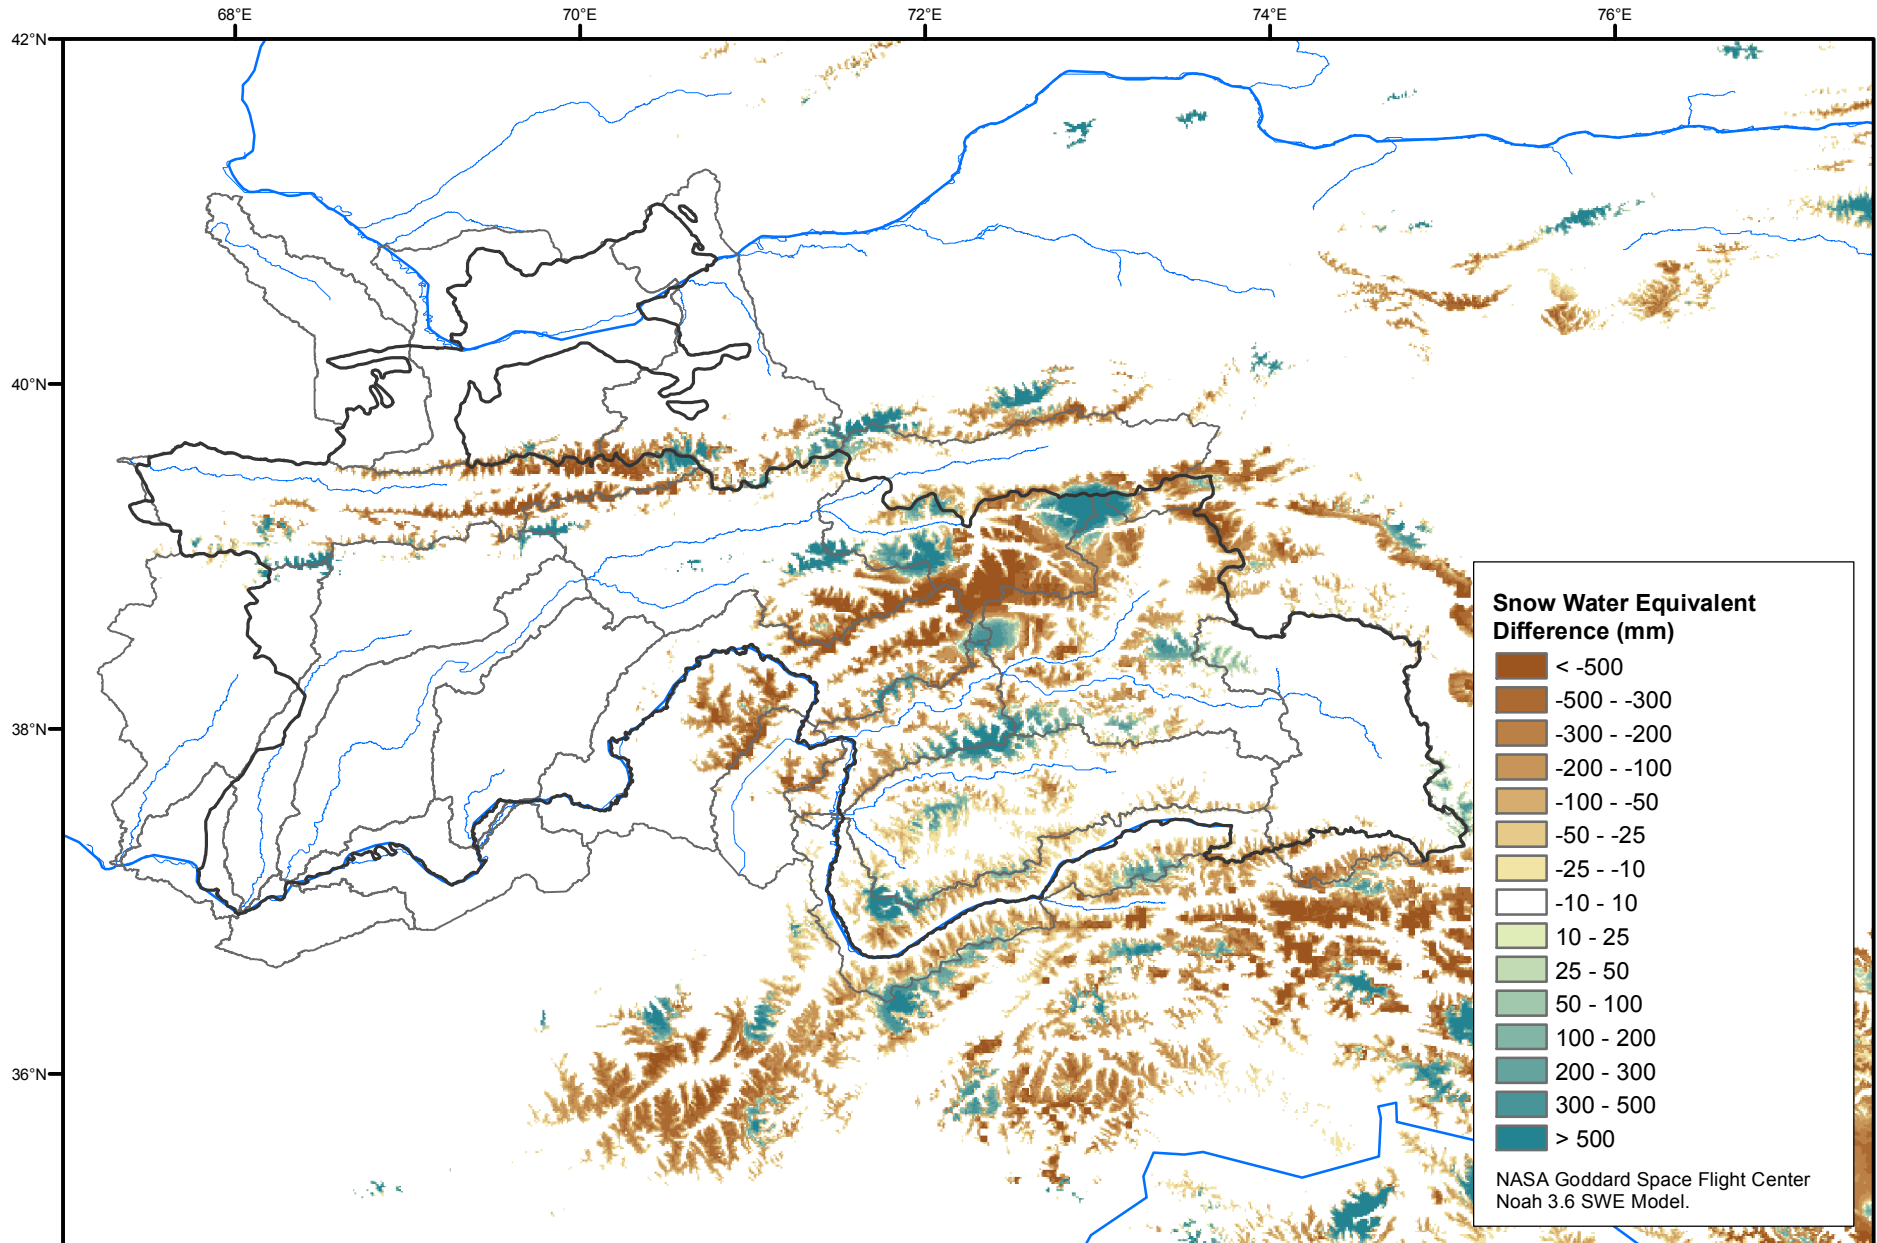 68°E
70°E
72°E
74°E
76°E
42°N
40°N
38°N
36°N
Snow Water Equivalent
Difference (mm)
< -500
-500 - -300
-300 - -200
-200 - -100
-100 - -50
-50 - -25
-25 - -10
-10 - 10
10 - 25
25 - 50
50 - 100
100 - 200
200 - 300
300 - 500
> 500
NASA Goddard Space Flight Center
Noah 3.6 SWE Model.